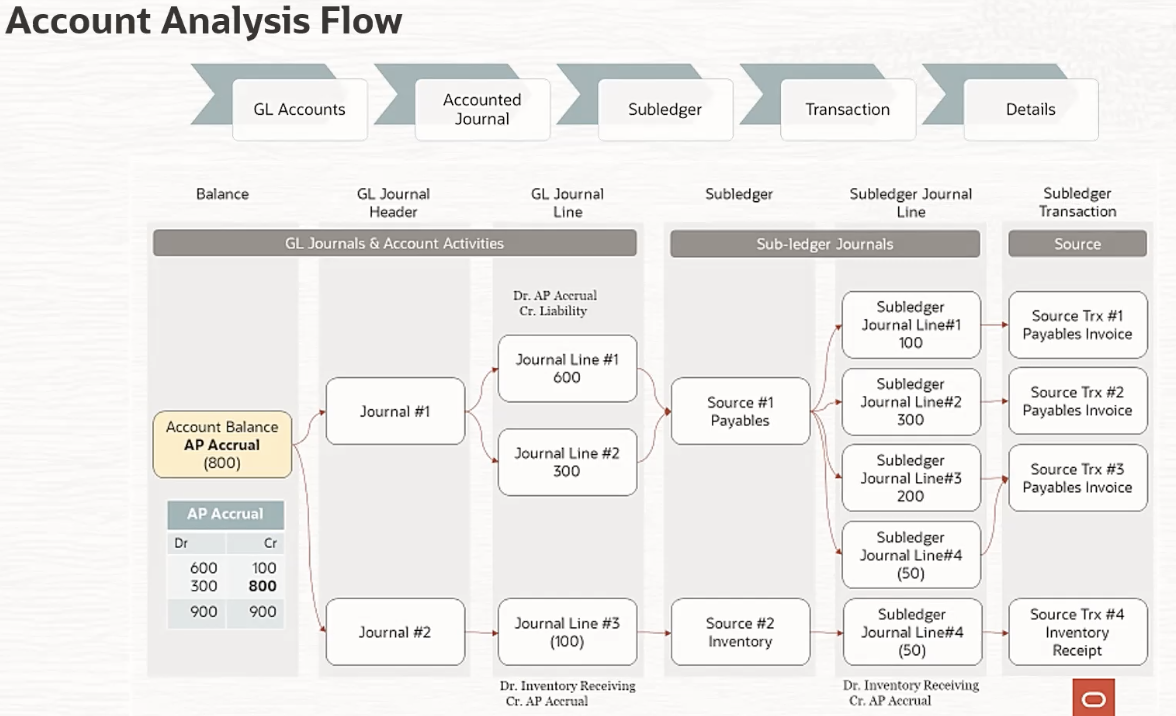 Account Analysis Flow
GL Accounts
Accounted
Journal
Subledger
Transaction
Details
Balance
GL Journal
Header
GL Journal
Line
Subledger
Subledger Journal
Line
Subledger
Transaction
GL Journals & Account Activities
Sub-ledger Journals
Source
Account Balance
AP Accrual
(800)
AP Accrual
Dr Cr
600 100
300 800
900 900
Journal #1
Journal #2
Dr. AP Accrual
Cr. Liability
Journal Line #1
600
Journal Line #2
300
Journal Line #3
(100)
Dr. Inventory Receiving
Cr. AP Accrual
Source #1
Payables
Source #2
Inventory
Subledger
Journal Line#1
100
Subledger
Journal Line#2
300
Subledger
Journal Line#3
200
Subledger
Journal Line#4
(50)
Subledger
Journal Line#4
(50)
Dr. Inventory Receiving
Cr. AP Accrual
Source Trx #1
Payables Invoice
Source Trx #2
Payables Invoice
Source Trx #3
Payables Invoice
Source Trx #4
Inventory
Receipt